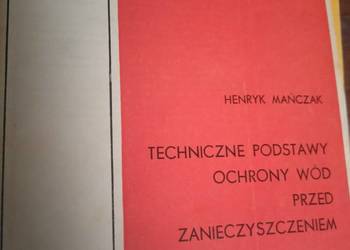 HENRYK MAŃCZAK
TECHNICZNE PODSTAWY
OCHRONY WÓD
PRZED
ZANIECZYSZCZENIEM